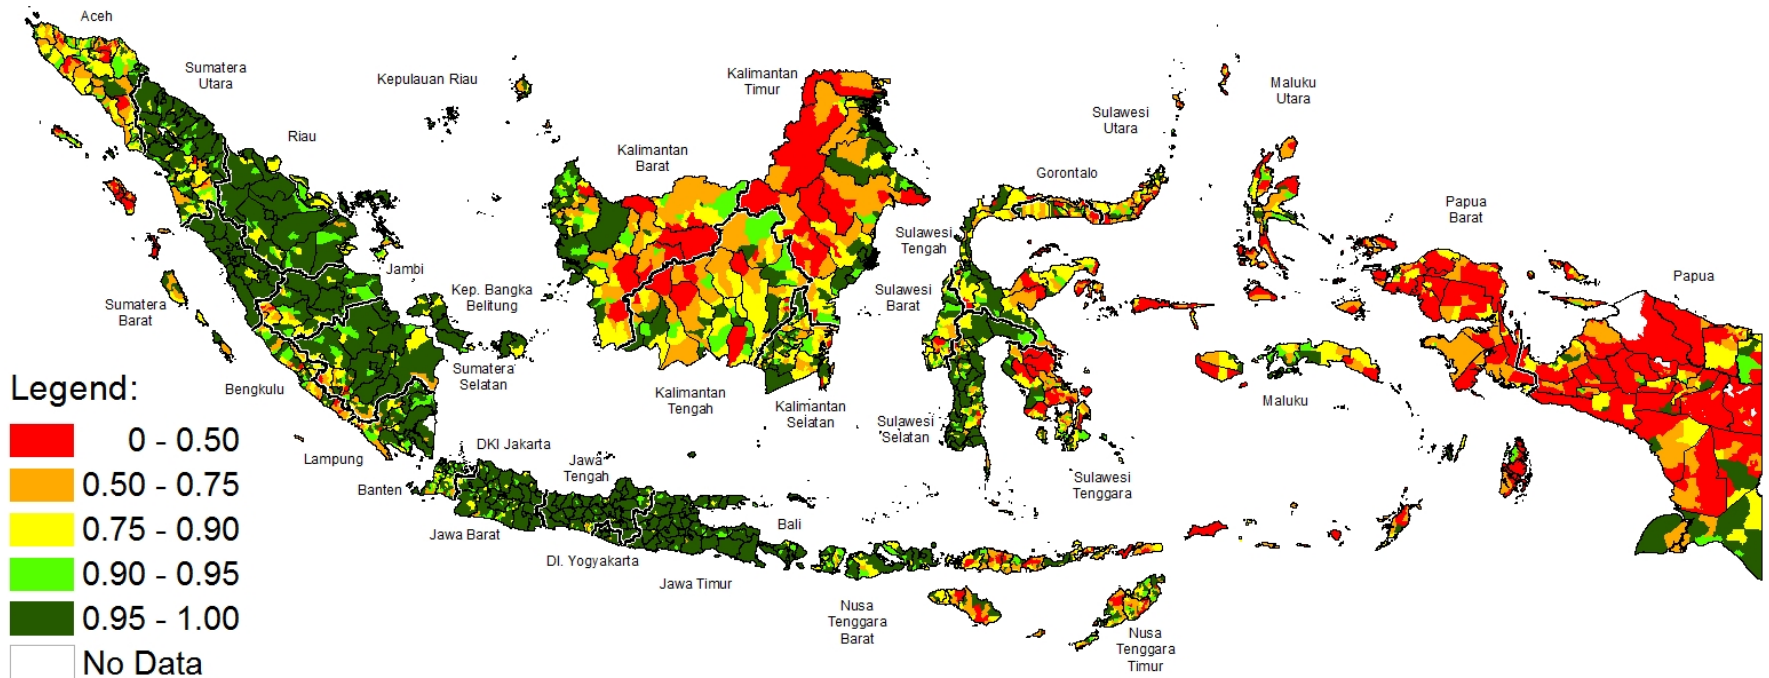 Aceh
Sumatera
Utara
Kepulauan Riau
Riau
Kalimantan
Timur
Kalimantan
Barat
Sulawesi
Utara
Maluku
Utara
Gorontalo
Papua
Barat
Papua
Sulawesi
Tengah
Jambi
Kep. Bangka
Belitung
Sulawesi
Barat
Sumatera
Barat
Sumatera
Selatan
Bengkulu
Kalimantan
Tengah
Kalimantan
Selatan
Sulawesi
Selatan
Maluku
Lampung
DKI Jakarta
Jawa
Tengah
Banten
Sulawesi
Tenggara
Jawa Barat
Bali
DI. Yogyakarta
Jawa Timur
Nusa
Tenggara
Barat
Nusa
Tenggara
Timur
Legend:
0 - 0.50
0.50 - 0.75
0.75 - 0.90
0.90 - 0.95
0.95 - 1.00
No Data